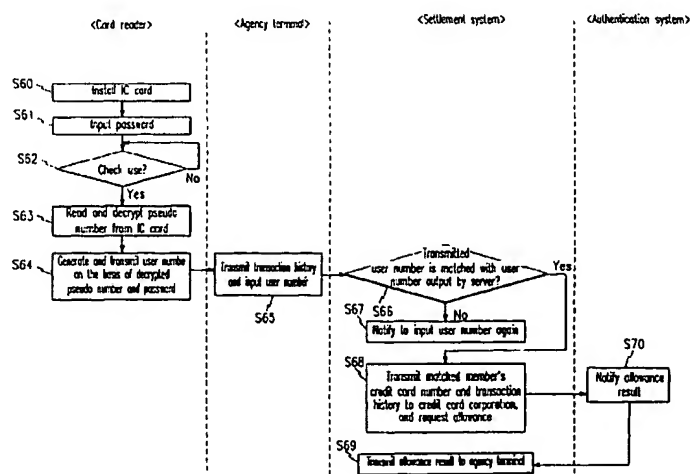 <Card reader>
<Agency terminal>
<Settlement system>
<Authentication system>
S60
Install IC card
S61
Input password
S62
Check use?
No
Yes
S63
Read and decrypt pseudo
number from IC card
S64
Generate and transmit user number
on the basis of decrypted
pseudo number and password
Transmit transaction history
and input user number
S65
Transmitted
user number is matched with user
number output by server?
Yes
S66
No
S67
Notify to input user number again
S68
Transmit matched member's
credit card number and transaction
history to credit card corporation,
and request allowance
S70
Notify allowance
result
S69
Transmit allowance result to agency terminal